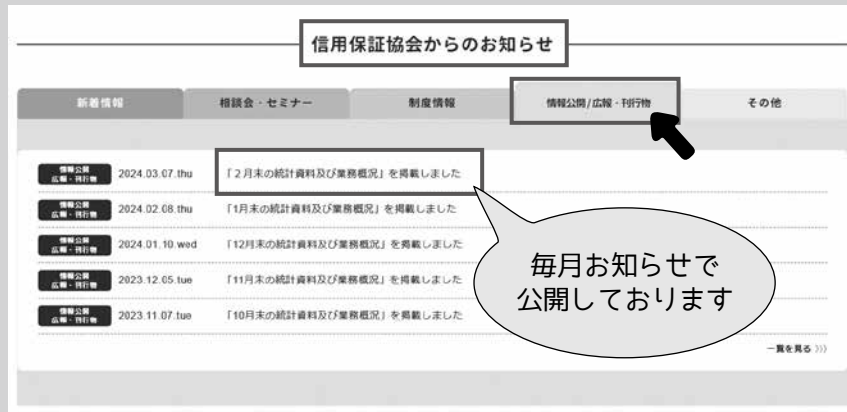 信用保証協会からのお知らせ
新着情報 相談会・セミナー 制度情報 情報公開/広報・刊行物 その他
情報公開
広報・刊行物 2024.03.07.thu 「2月末の統計資料及び業務概況」を掲載しました
情報公開
広報・刊行物 2024.02.08.thu 「1月末の統計資料及び業務概況」を掲載しました
情報公開
広報・刊行物 2024.01.10.wed 「12月末の統計資料及び業務概況」を掲載しました
情報公開
広報・刊行物 2023.12.05.tue 「11月末の統計資料及び業務概況」を掲載しました
情報公開
広報・刊行物 2023.11.07.tue 「10月末の統計資料及び業務概況」を掲載しました
毎月お知らせで
公開しております
一覧を見る 〉〉〉